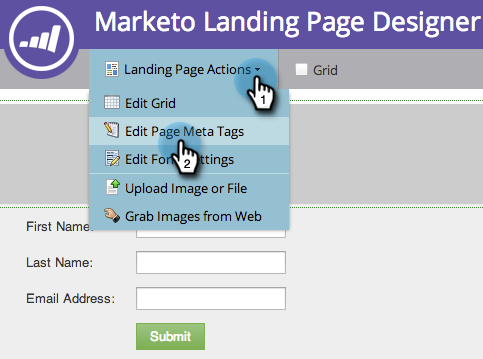 Marketo Landing Page Designer
Landing Page Actions
Grid
1
Edit Grid
Edit Page Meta Tags
2
Edit Form Settings
Upload Image or File
Grab Images from Web
First Name:
Last Name:
Email Address:
Submit